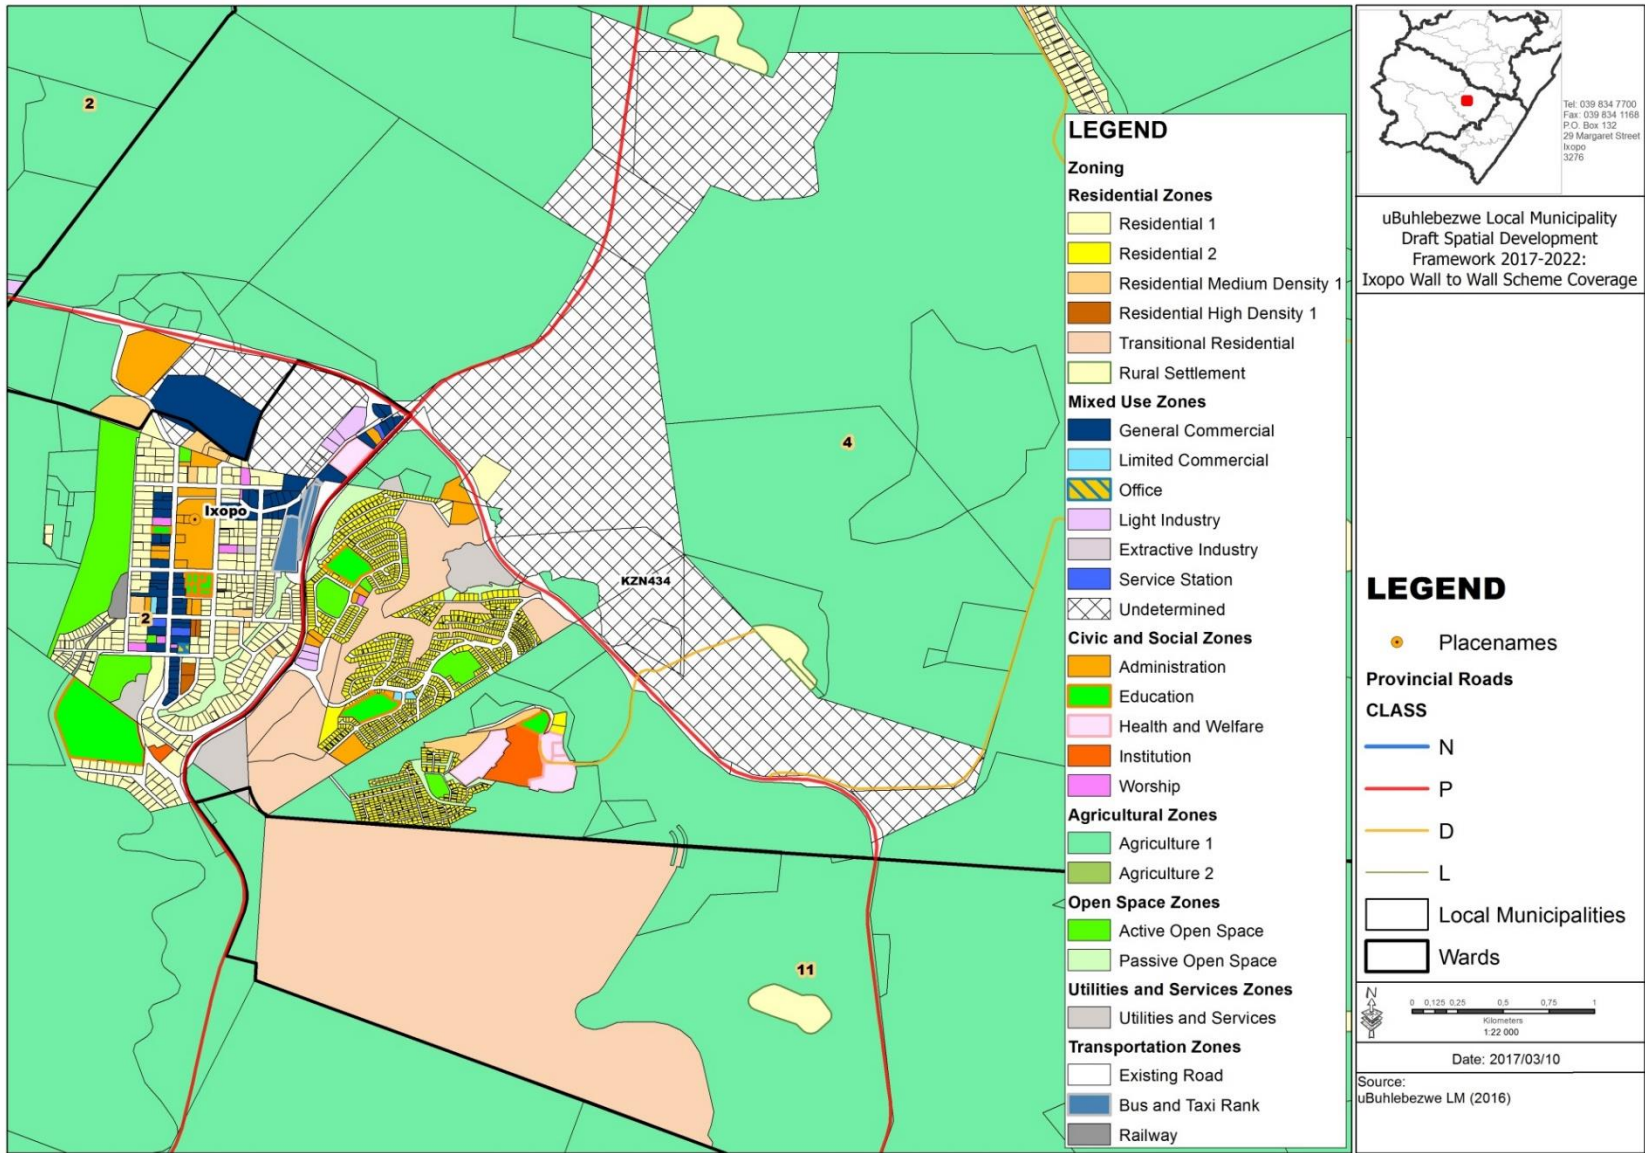 2
4
Ixopo
KZN434
2
11
LEGEND
Zoning
Residential Zones
Residential 1
Residential 2
Residential Medium Density 1
Residential High Density 1
Transitional Residential
Rural Settlement
Mixed Use Zones
General Commercial
Limited Commercial
Office
Light Industry
Extractive Industry
Service Station
Undetermined
Civic and Social Zones
Administration
Education
Health and Welfare
Institution
Worship
Agricultural Zones
Agriculture 1
Agriculture 2
Open Space Zones
Active Open Space
Passive Open Space
Utilities and Services Zones
Utilities and Services
Transportation Zones
Existing Road
Bus and Taxi Rank
Railway
Tel: 039 834 7700
Fax: 039 834 1168
P.O. Box 132
29 Margaret Street
Ixopo
3276
uBuhlebezwe Local Municipality
Draft Spatial Development
Framework 2017-2022:
Ixopo Wall to Wall Scheme Coverage
LEGEND
Placenames
Provincial Roads
CLASS
N
P
D
L
Local Municipalities
Wards
N
0 0,125 0,25 0,5 0,75 1
Kilometers
1:22 000
Date: 2017/03/10
Source:
uBuhlebezwe LM (2016)